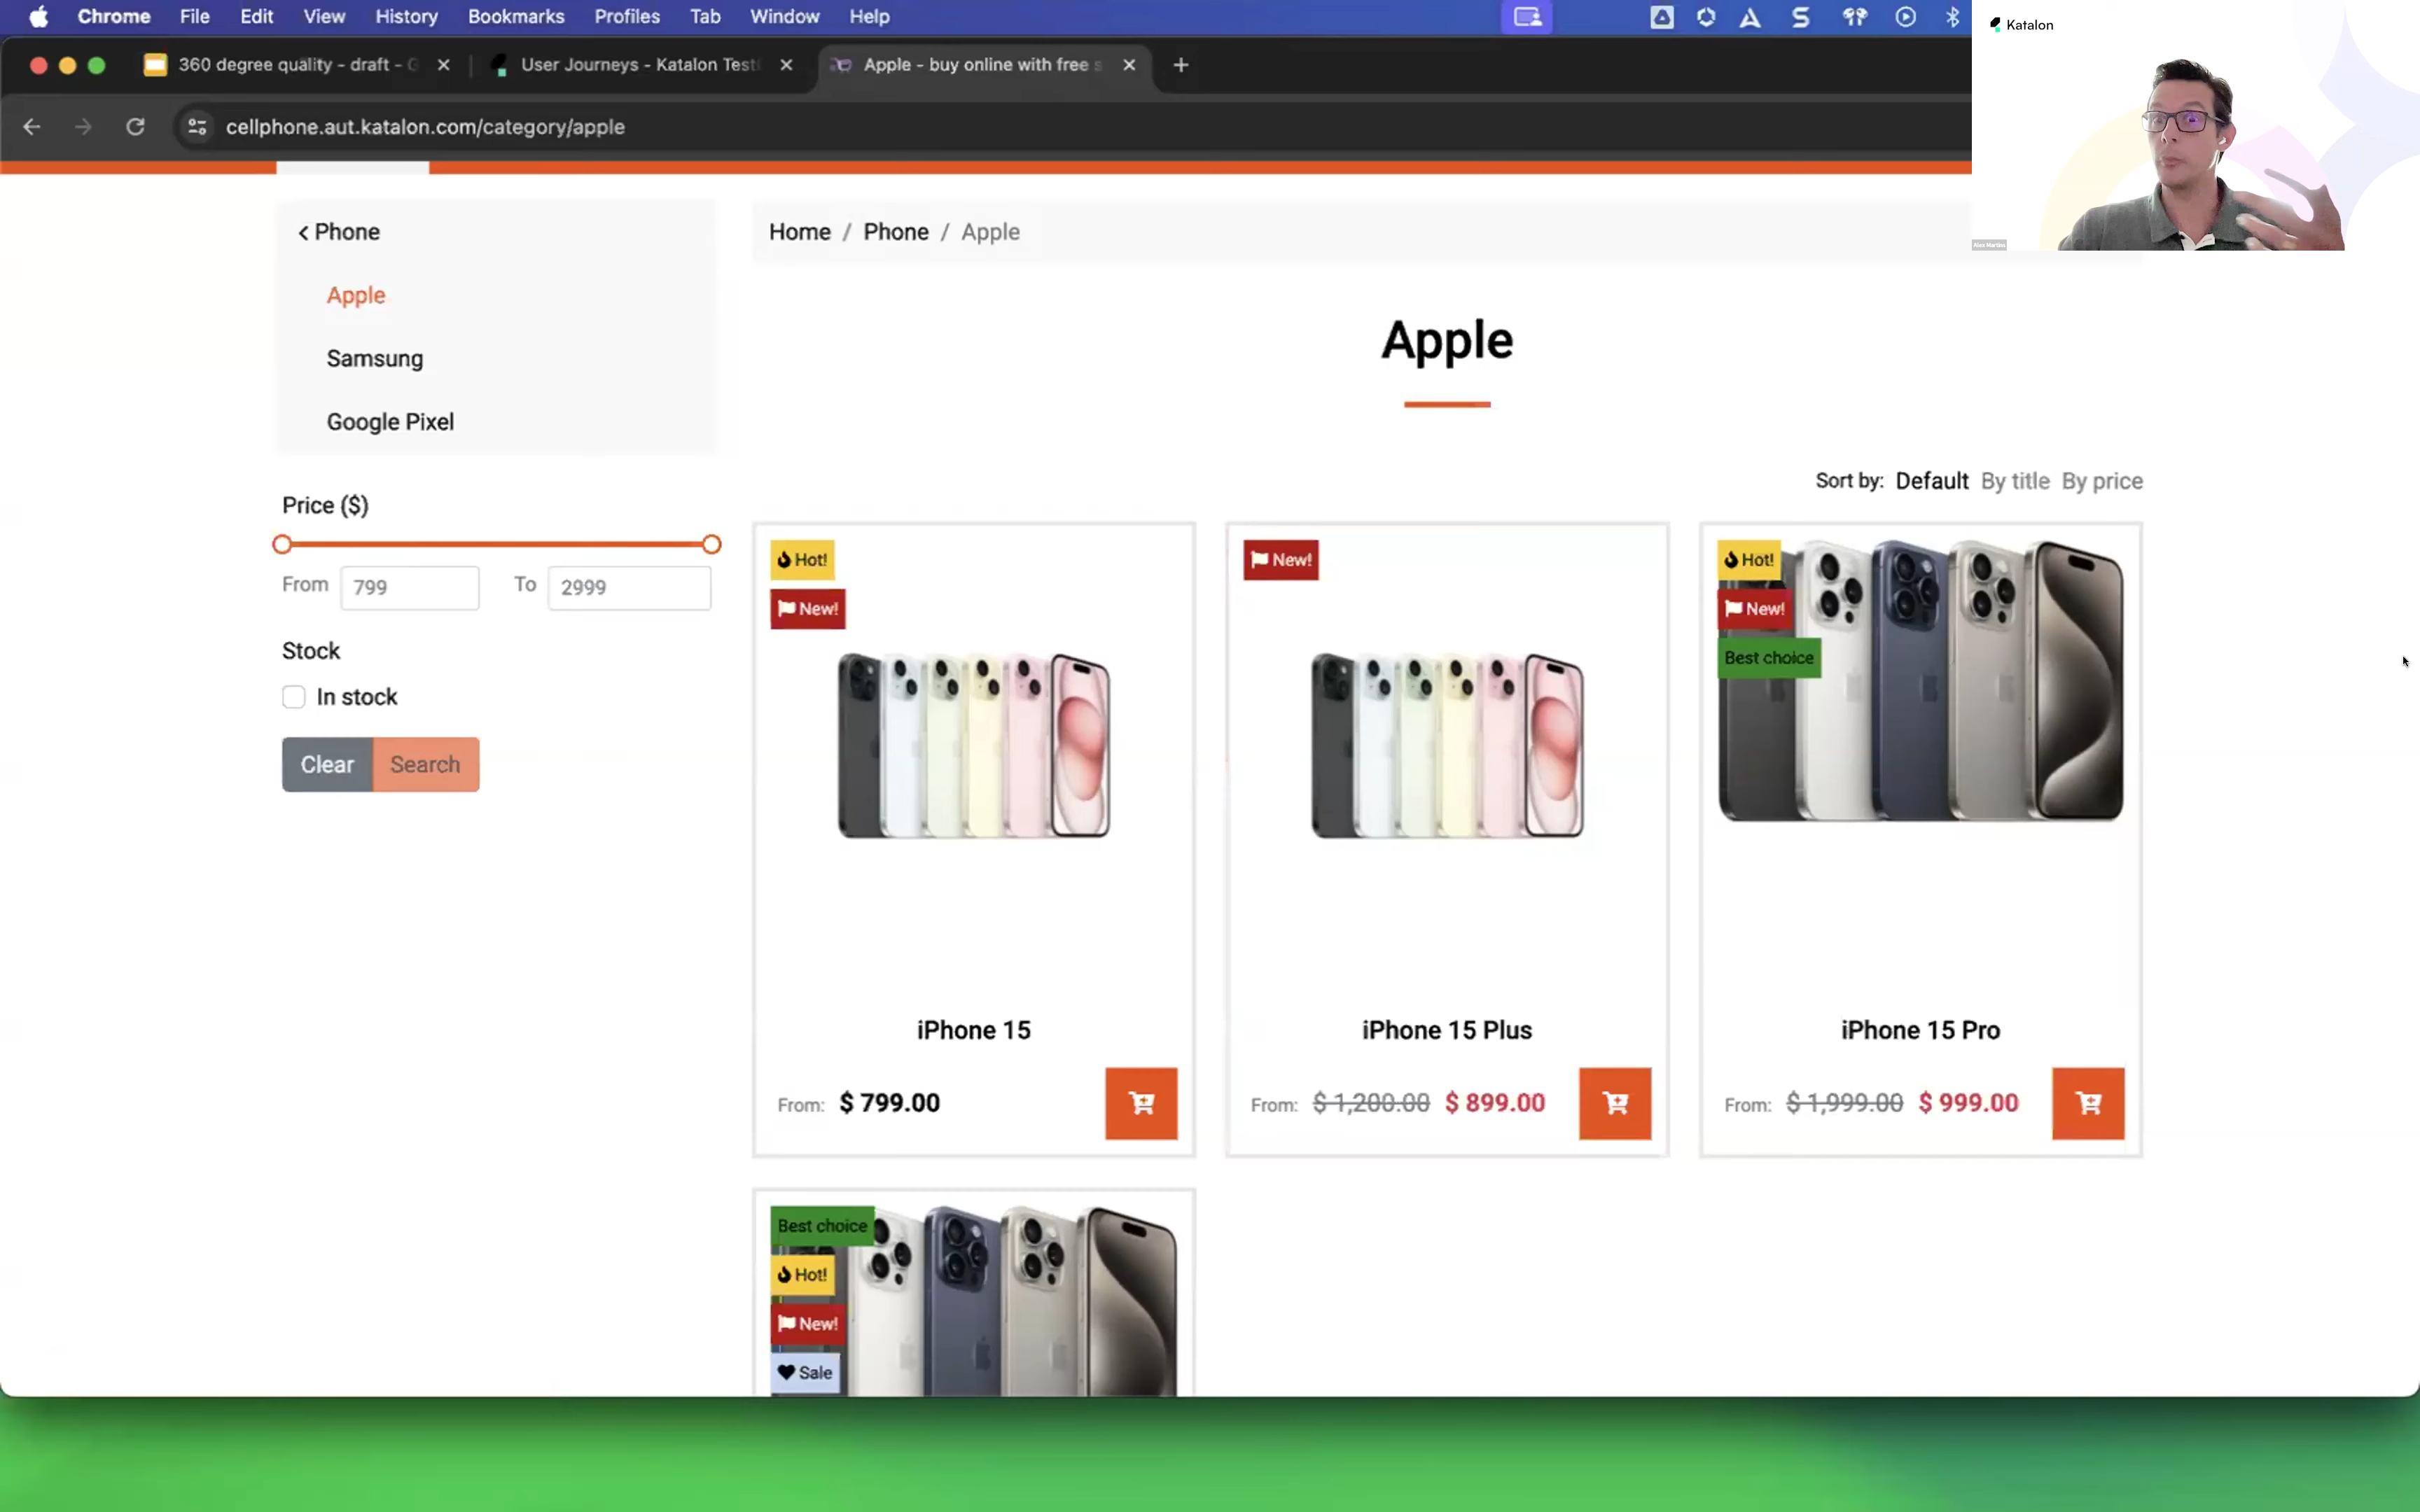 Chrome File Edit View History Bookmarks Profiles Tab Window Help
Katalon
360 degree quality - draft - G
User Journeys - Katalon Test
Apple - buy online with free s
cellphone.aut.katalon.com/category/apple
Alex Martins
Phone
Apple
Samsung
Google Pixel
Home / Phone / Apple
Apple
Sort by: Default By title By price
Price ($)
From 799 To 2999
Stock
In stock
Clear Search
Hot!
New!
iPhone 15
From: $ 799.00
New!
iPhone 15 Plus
From: $ 1,200.00 $ 899.00
Hot!
New!
Best choice
iPhone 15 Pro
From: $ 1,999.00 $ 999.00
Best choice
Hot!
New!
Sale